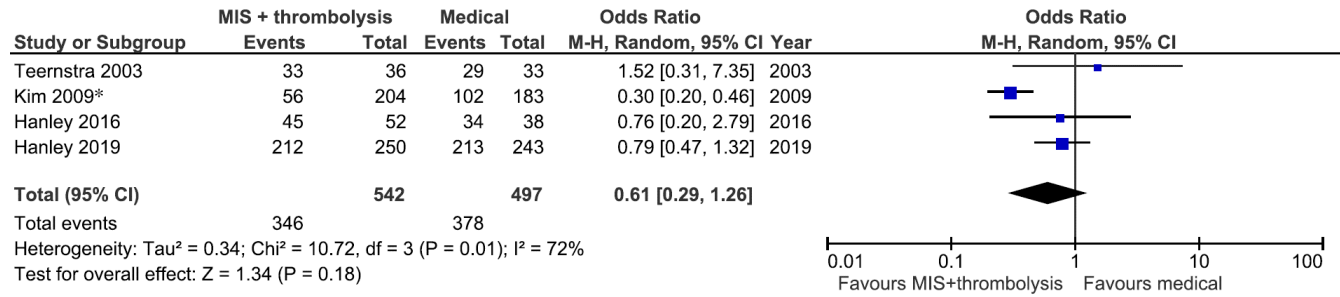 MIS + thrombolysis Medical Odds Ratio Odds Ratio
Study or Subgroup Events Total Events Total M-H, Random, 95% CI Year M-H, Random, 95% CI
Teernstra 2003 33 36 29 33 1.52 [0.31, 7.35] 2003
Kim 2009* 56 204 102 183 0.30 [0.20, 0.46] 2009
Hanley 2016 45 52 34 38 0.76 [0.20, 2.79] 2016
Hanley 2019 212 250 213 243 0.79 [0.47, 1.32] 2019
Total (95% CI) 542 497 0.61 [0.29, 1.26]
Total events 346 378
Heterogeneity: Tau² = 0.34; Chi² = 10.72, df = 3 (P = 0.01); I² = 72%
Test for overall effect: Z = 1.34 (P = 0.18)
0.01 0.1 1 10 100
Favours MIS+thrombolysis Favours medical